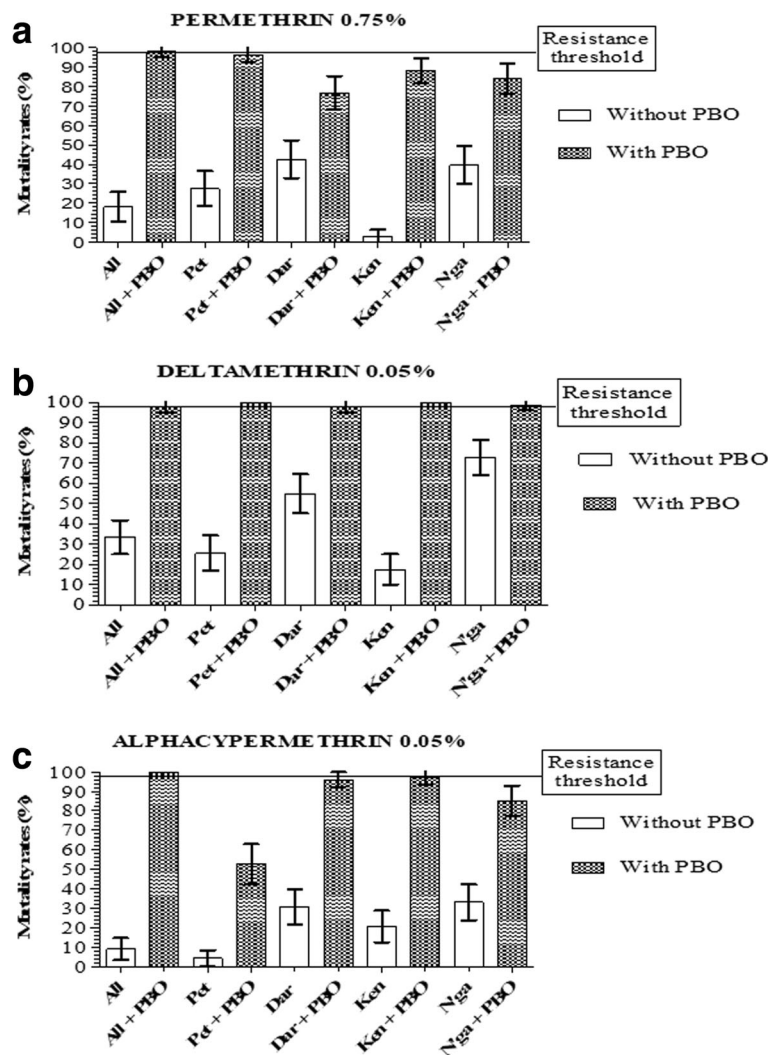 a
PERMETHRIN 0.75%
Resistance
threshold
Mortality rates (%)
100
90
80
70
60
50
40
30
20
10
0
Without PBO
With PBO
All
All + PBO
Pet
Pet + PBO
Dar
Dar + PBO
Ken
Ken + PBO
N'ga
N'ga + PBO
b
DELTAMETHRIN 0.05%
Resistance
threshold
Mortality rates (%)
100
90
80
70
60
50
40
30
20
10
0
Without PBO
With PBO
All
All + PBO
Pet
Pet + PBO
Dar
Dar + PBO
Ken
Ken + PBO
N'ga
N'ga + PBO
c
ALPHACYPERMETHRIN 0.05%
Resistance
threshold
Mortality rates (%)
100
90
80
70
60
50
40
30
20
10
0
Without PBO
With PBO
All
All + PBO
Pet
Pet + PBO
Dar
Dar + PBO
Ken
Ken + PBO
N'ga
N'ga + PBO